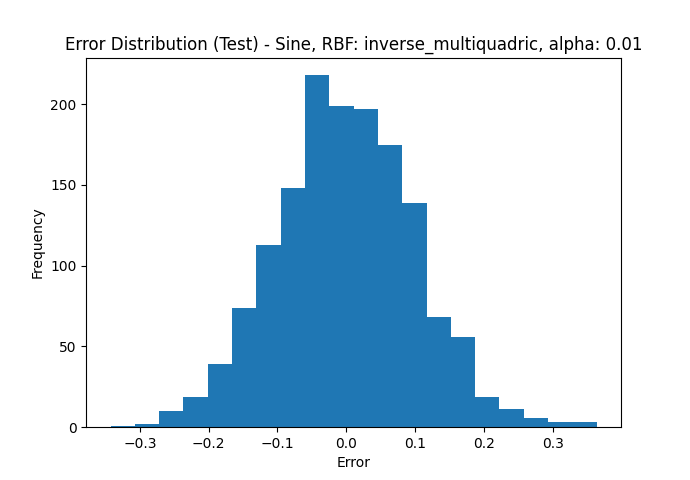 Error Distribution (Test) - Sine, RBF: inverse_multiquadric, alpha: 0.01
200
150
100
50
0
Frequency
−0.3 −0.2 −0.1 0.0 0.1 0.2 0.3
Error